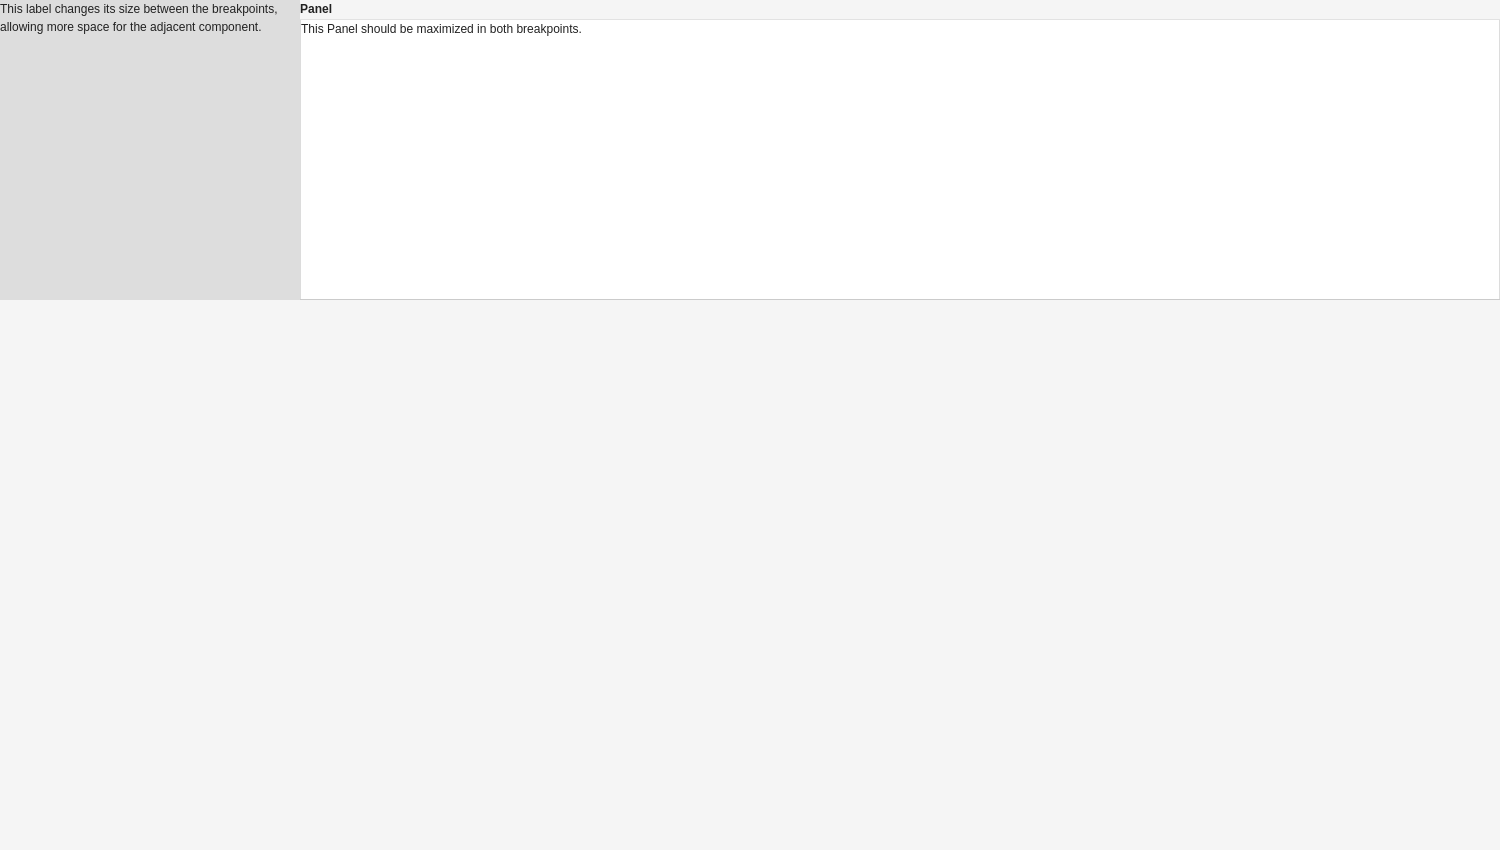 This label changes its size between the breakpoints,
allowing more space for the adjacent component.
Panel
This Panel should be maximized in both breakpoints.